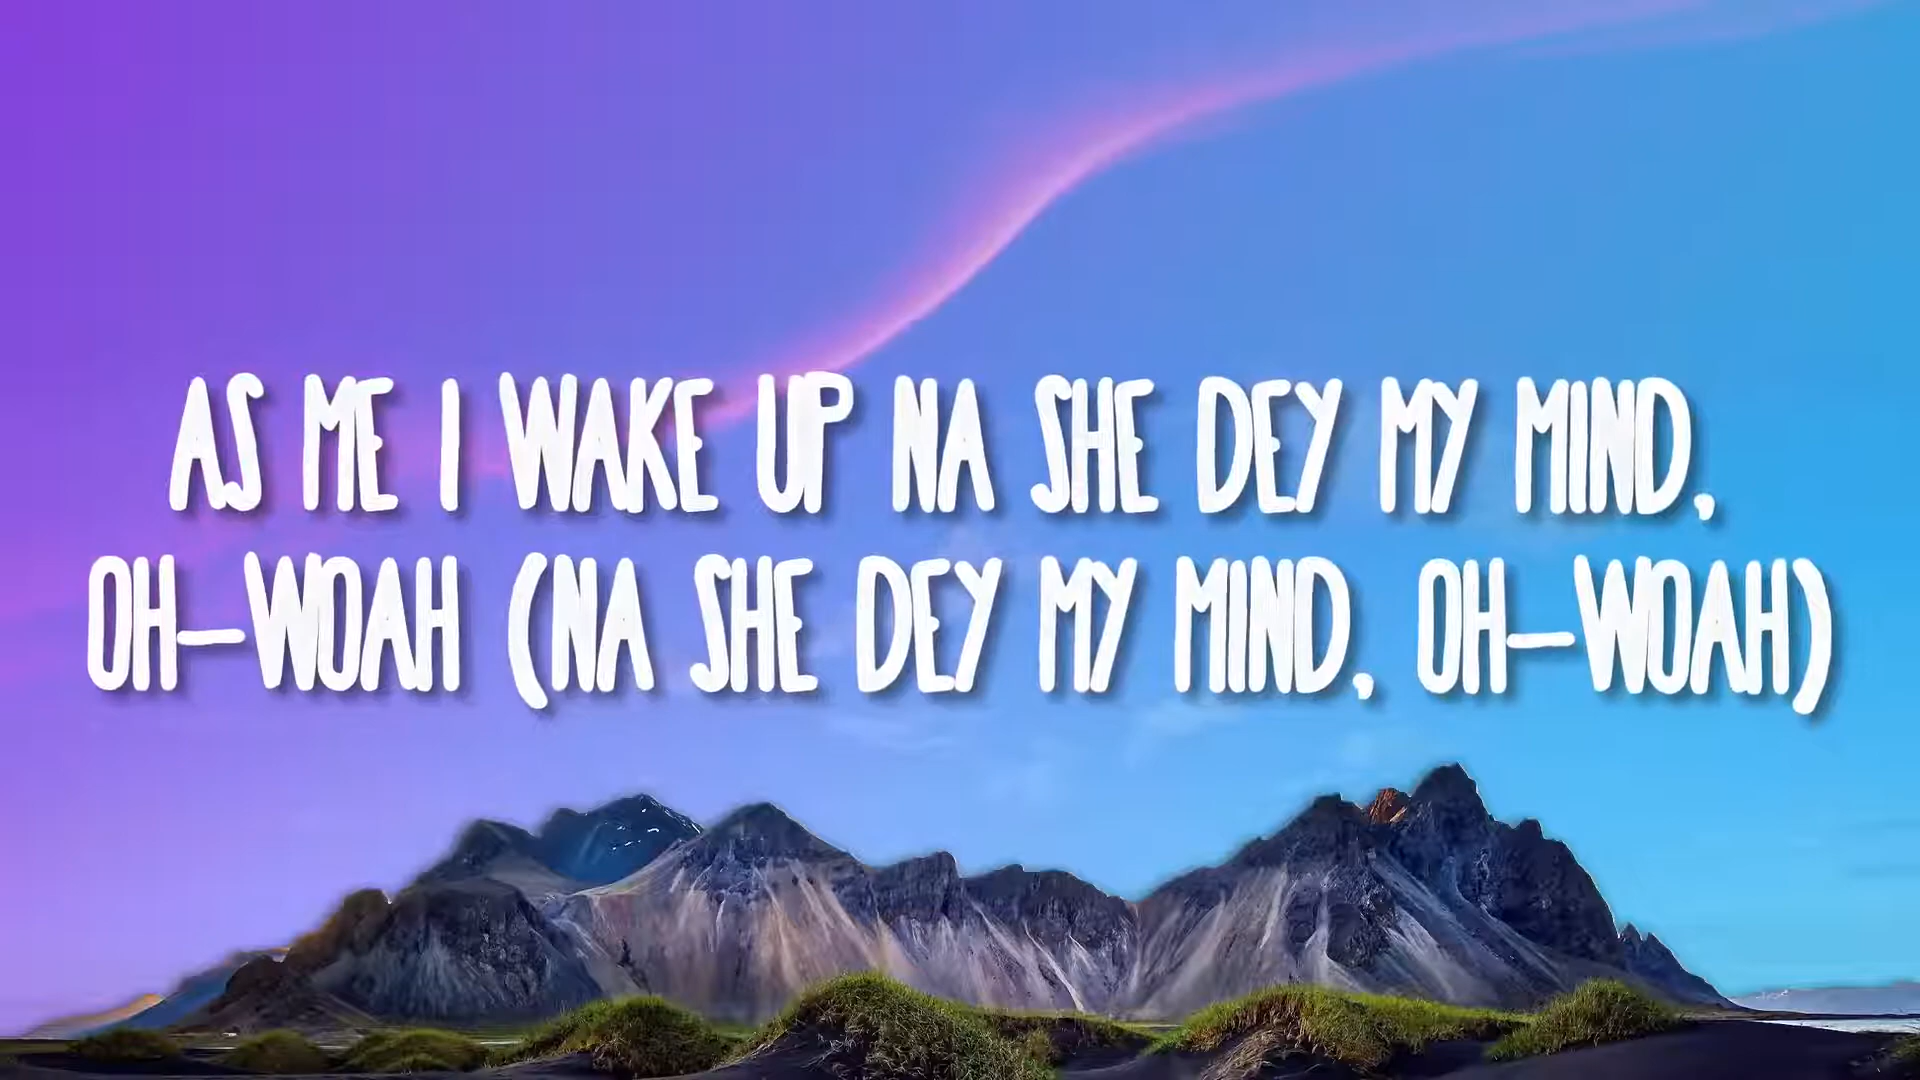 AS ME I WAKE UP NA SHE DEY MY MIND,
OH-WOAH (NA SHE DEY MY MIND, OH-WOAH)